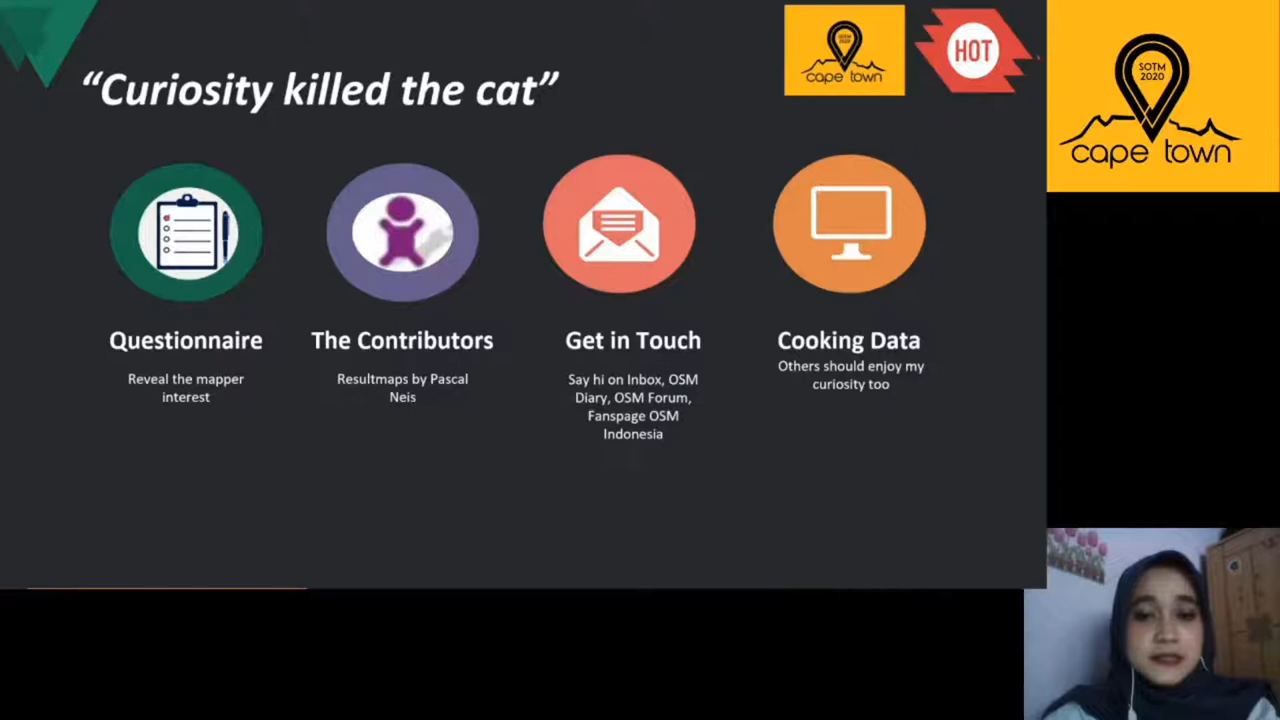 “Curiosity killed the cat”
SOTM
2020
cape town
HOT
SOTM
2020
cape town
Questionnaire
Reveal the mapper
interest
The Contributors
Resultmaps by Pascal
Neis
Get in Touch
Say hi on Inbox, OSM
Diary, OSM Forum,
Fanspage OSM
Indonesia
Cooking Data
Others should enjoy my
curiosity too